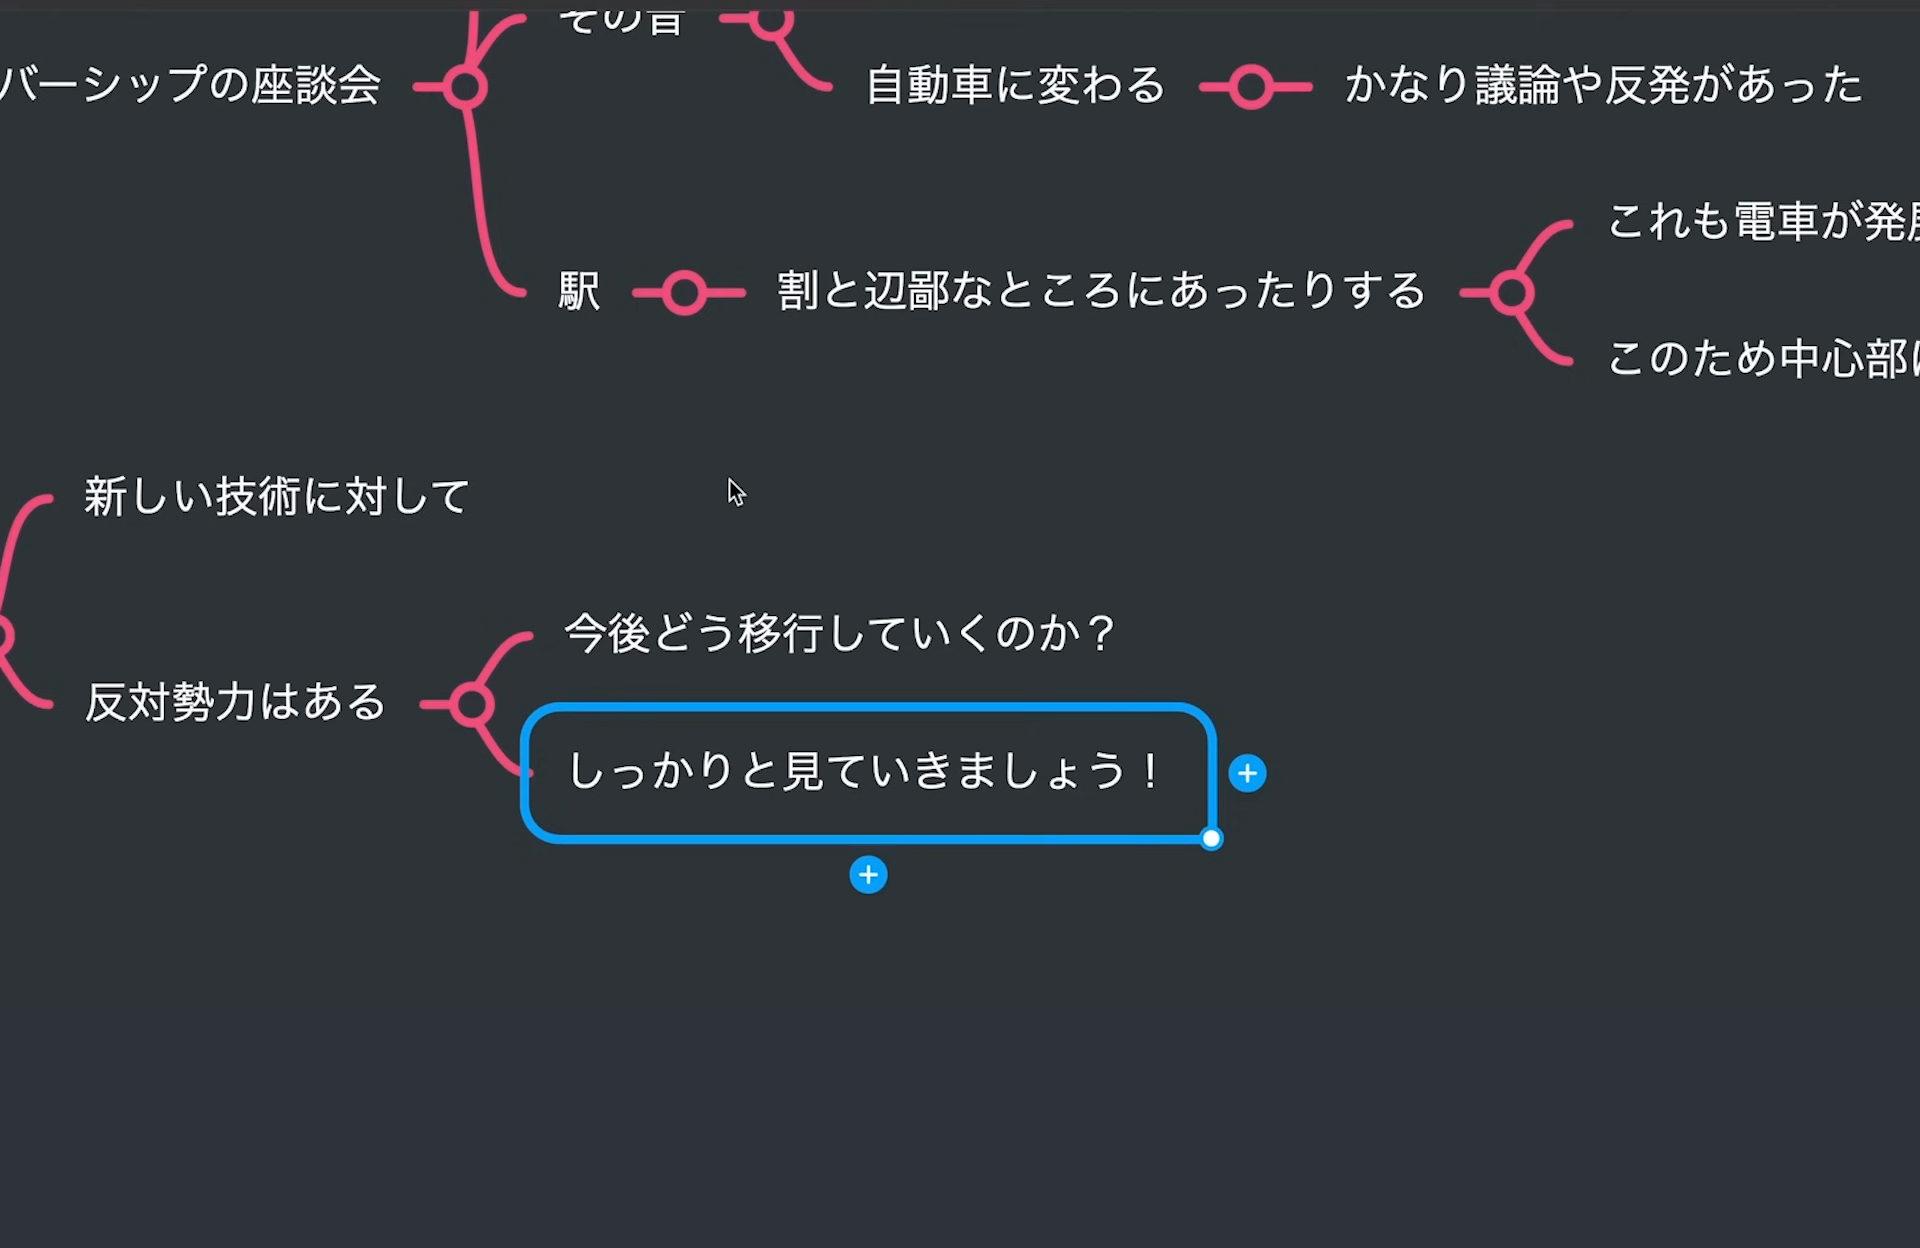 その昔
バーシップの座談会
自動車に変わる
かなり議論や反発があった
これも電車が発展
駅
割と辺鄙なところにあったりする
このため中心部は
新しい技術に対して
今後どう移行していくのか？
反対勢力はある
しっかりと見ていきましょう！